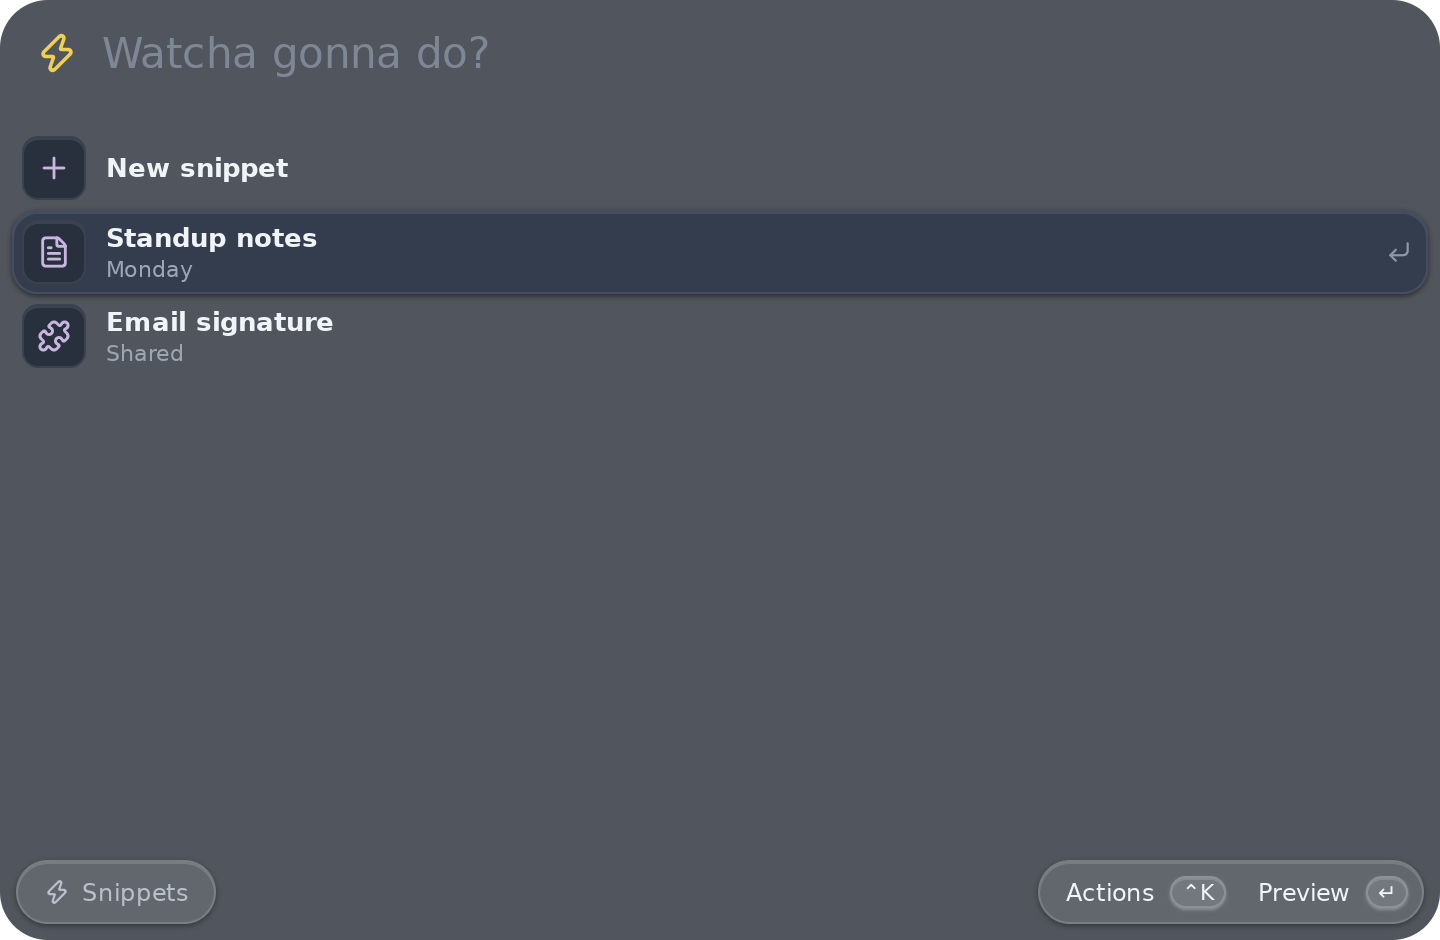 Watcha gonna do?
New snippet
Standup notes
Monday
Email signature
Shared
Snippets
Actions ^K Preview ↵